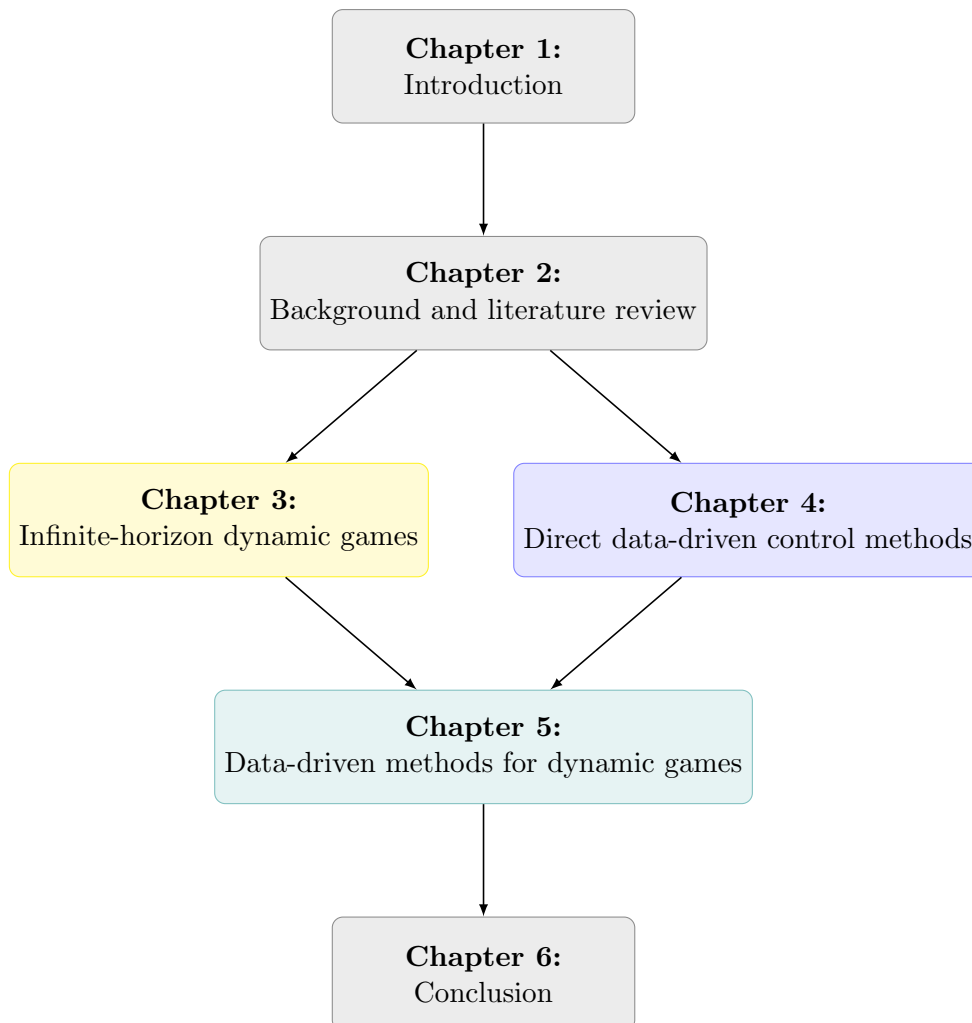 Chapter 1:
Introduction
Chapter 2:
Background and literature review
Chapter 3:
Infinite-horizon dynamic games
Chapter 4:
Direct data-driven control methods
Chapter 5:
Data-driven methods for dynamic games
Chapter 6:
Conclusion